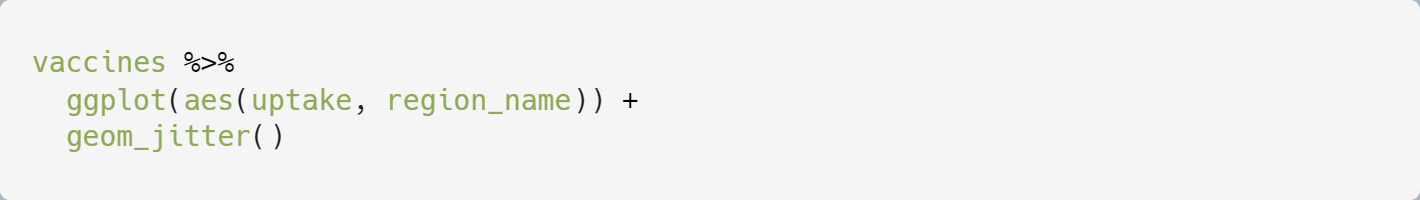 vaccines %>%
  ggplot(aes(uptake, region_name)) +
  geom_jitter()